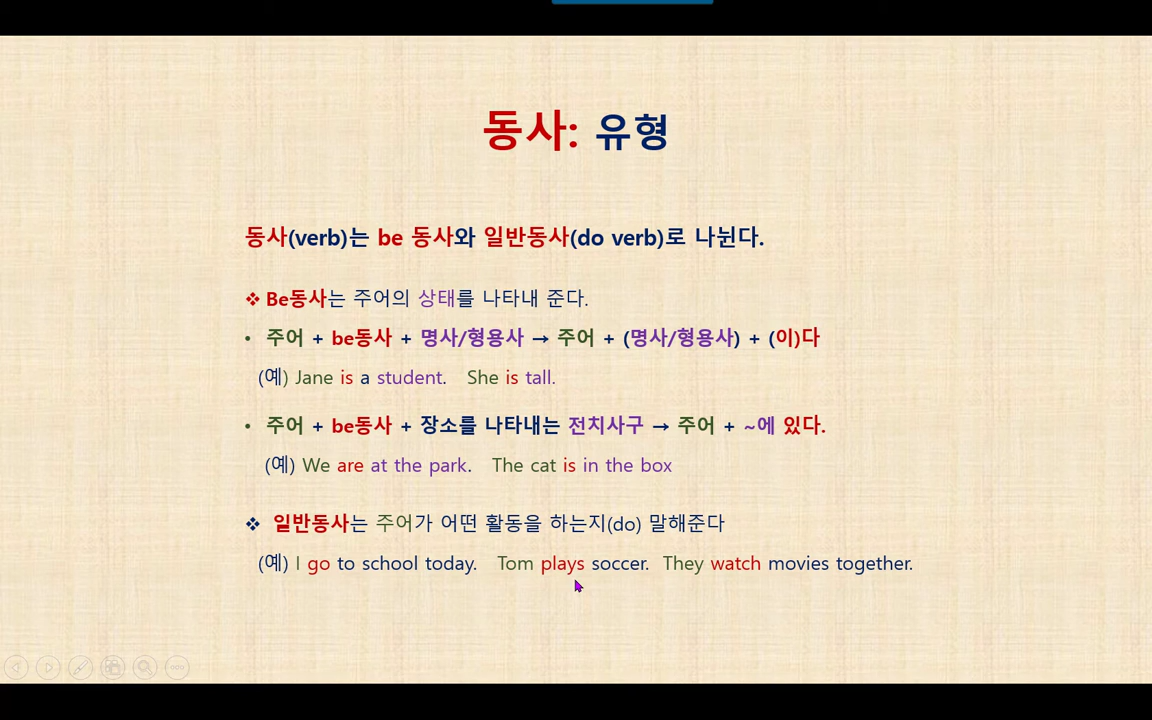 동사: 유형
동사(verb)는 be 동사와 일반동사(do verb)로 나뉜다.
❖ Be동사는 주어의 상태를 나타내 준다.
• 주어 + be동사 + 명사/형용사 → 주어 + (명사/형용사) + (이)다
(예) Jane is a student. She is tall.
• 주어 + be동사 + 장소를 나타내는 전치사구 → 주어 + ~에 있다.
(예) We are at the park. The cat is in the box
❖ 일반동사는 주어가 어떤 활동을 하는지(do) 말해준다
(예) I go to school today. Tom plays soccer. They watch movies together.